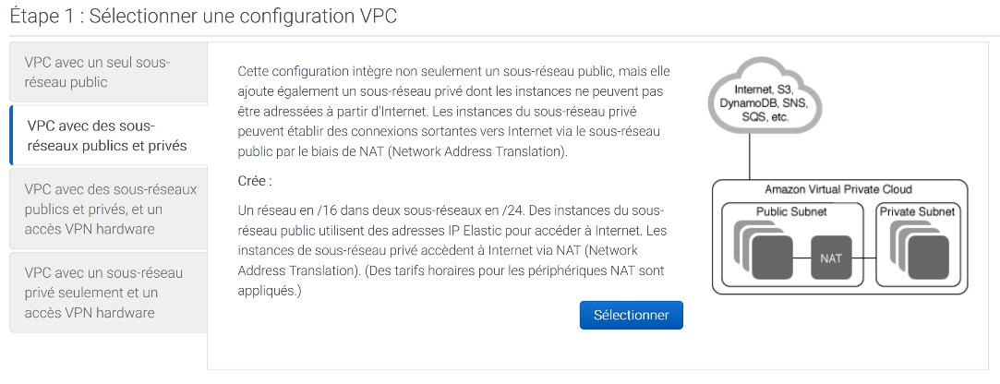 Étape 1 : Sélectionner une configuration VPC
VPC avec un seul sous-
réseau public
VPC avec des sous-
réseaux publics et privés
VPC avec des sous-réseaux
publics et privés, et un
accès VPN hardware
VPC avec un sous-réseau
privé seulement et un
accès VPN hardware
Cette configuration intègre non seulement un sous-réseau public, mais elle
ajoute également un sous-réseau privé dont les instances ne peuvent pas
être adressées à partir d'Internet. Les instances du sous-réseau privé
peuvent établir des connexions sortantes vers Internet via le sous-réseau
public par le biais de NAT (Network Address Translation).
Crée :
Un réseau en /16 dans deux sous-réseaux en /24. Des instances du sous-
réseau public utilisent des adresses IP Elastic pour accéder à Internet. Les
instances de sous-réseau privé accèdent à Internet via NAT (Network
Address Translation). (Des tarifs horaires pour les périphériques NAT sont
appliqués.)
Sélectionner
Internet, S3,
DynamoDB, SNS,
SQS, etc.
Amazon Virtual Private Cloud
Public Subnet
Private Subnet
NAT